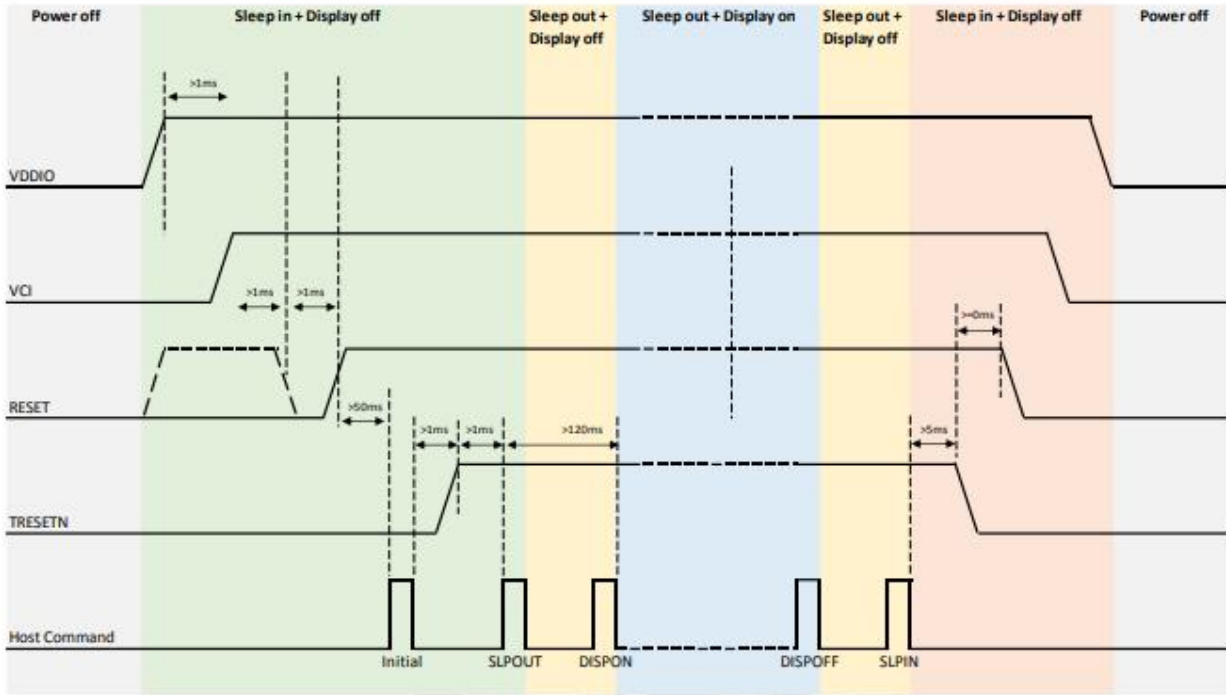 Power off
Sleep in + Display off
Sleep out +
Display off
Sleep out + Display on
Sleep out +
Display off
Sleep in + Display off
Power off
>1ms
VDDIO
VCI
>1ms
>1ms
>=0ms
RESET
>50ms
>1ms
>1ms
>120ms
>5ms
TRESETN
Host Command
Initial
SLPOUT
DISPON
DISPOFF
SLPIN